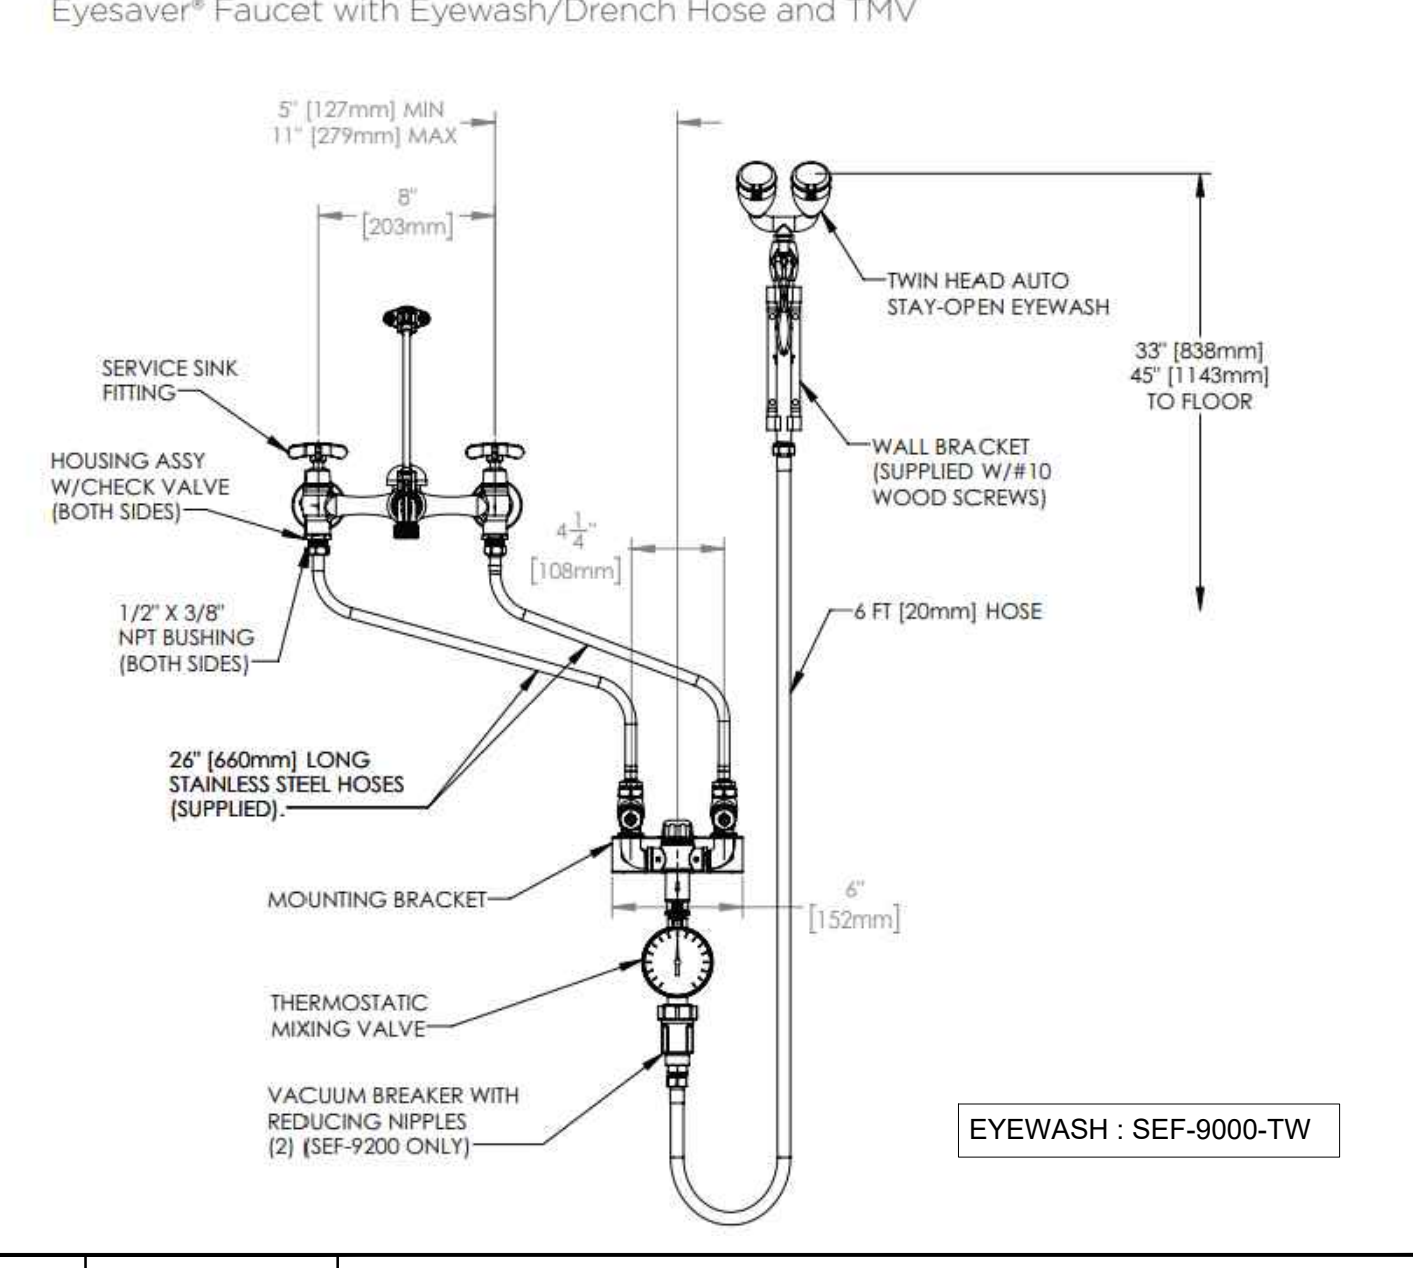 Eyesaver® Faucet with Eyewash/Drench Hose and TMV
5" [127mm] MIN
11" [279mm] MAX
8"
[203mm]
TWIN HEAD AUTO
STAY-OPEN EYEWASH
33" [838mm]
45" [1143mm]
TO FLOOR
SERVICE SINK
FITTING
HOUSING ASSY
W/CHECK VALVE
(BOTH SIDES)
WALL BRACKET
(SUPPLIED W/#10
WOOD SCREWS)
4 1/4"
[108mm]
1/2" X 3/8"
NPT BUSHING
(BOTH SIDES)
6 FT [20mm] HOSE
26" [660mm] LONG
STAINLESS STEEL HOSES
(SUPPLIED).
MOUNTING BRACKET
6"
[152mm]
THERMOSTATIC
MIXING VALVE
VACUUM BREAKER WITH
REDUCING NIPPLES
(2) (SEF-9200 ONLY)
EYEWASH : SEF-9000-TW